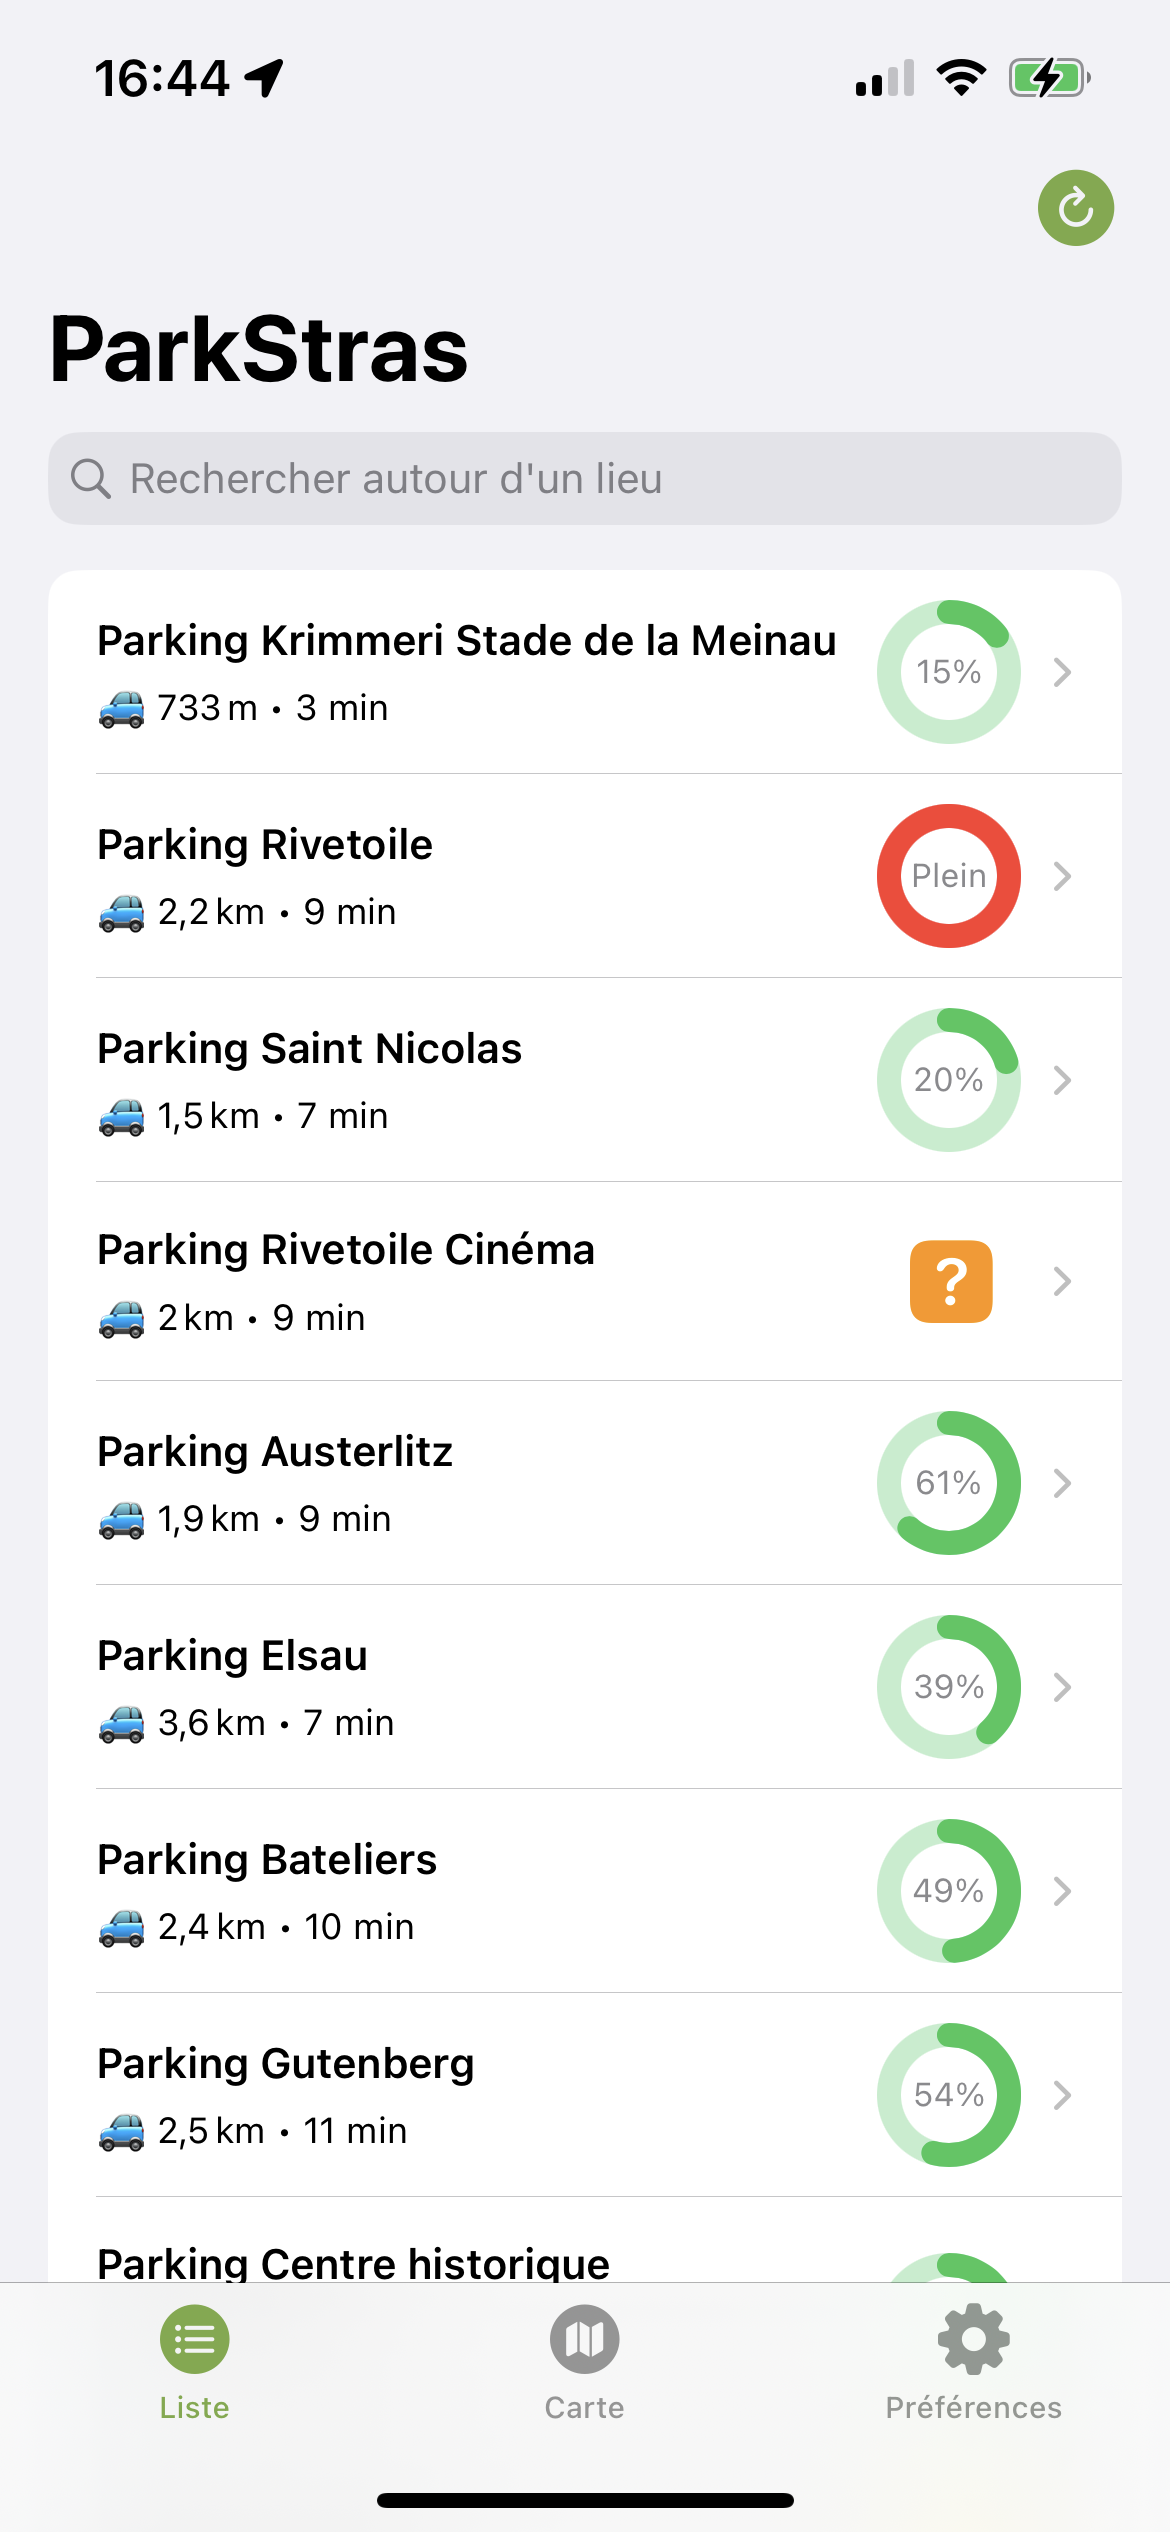 16:44
ParkStras
Rechercher autour d'un lieu
Parking Krimmeri Stade de la Meinau
733 m • 3 min
15%
Parking Rivetoile
2,2 km • 9 min
Plein
Parking Saint Nicolas
1,5 km • 7 min
20%
Parking Rivetoile Cinéma
2 km • 9 min
?
Parking Austerlitz
1,9 km • 9 min
61%
Parking Elsau
3,6 km • 7 min
39%
Parking Bateliers
2,4 km • 10 min
49%
Parking Gutenberg
2,5 km • 11 min
54%
Parking Centre historique
Liste
Carte
Préférences